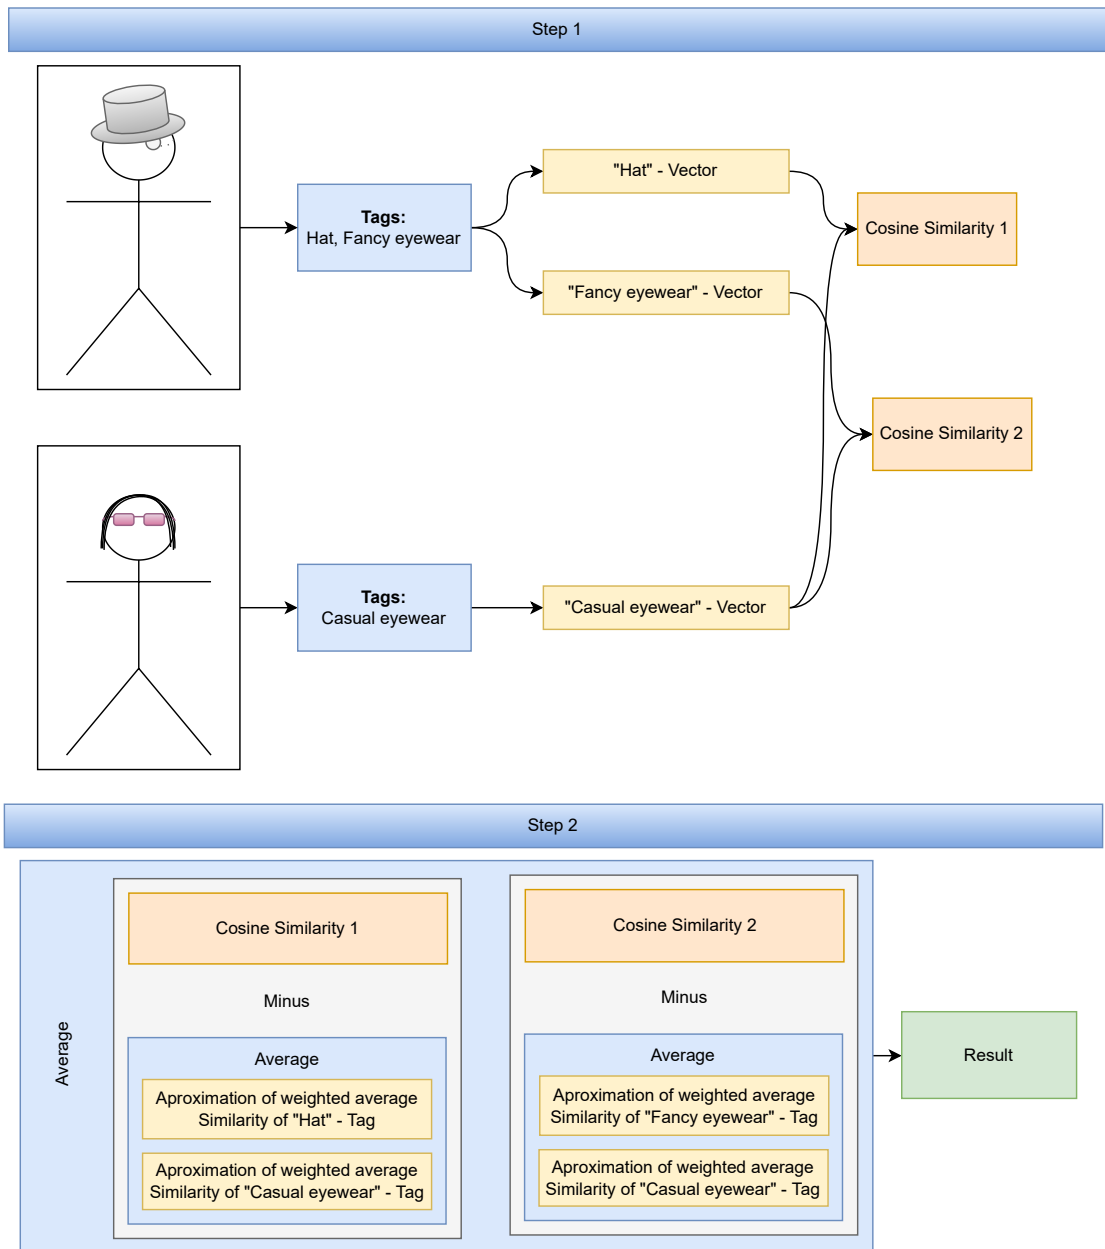 Step 1
Tags:
Hat, Fancy eyewear
"Hat" - Vector
"Fancy eyewear" - Vector
Cosine Similarity 1
Cosine Similarity 2
Tags:
Casual eyewear
"Casual eyewear" - Vector
Step 2
Average
Cosine Similarity 1
Minus
Average
Aproximation of weighted average
Similarity of "Hat" - Tag
Aproximation of weighted average
Similarity of "Casual eyewear" - Tag
Cosine Similarity 2
Minus
Average
Aproximation of weighted average
Similarity of "Fancy eyewear" - Tag
Aproximation of weighted average
Similarity of "Casual eyewear" - Tag
Result